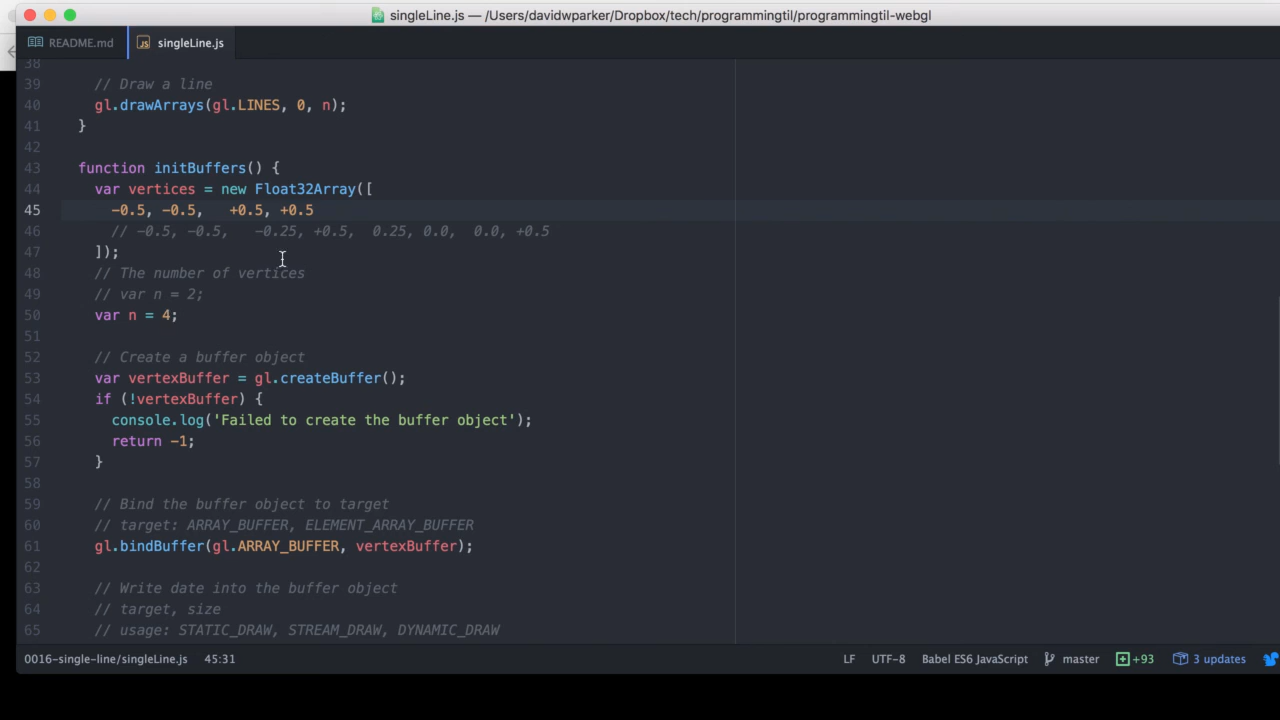 singleLine.js — /Users/davidwparker/Dropbox/tech/programmingtil/programmingtil-webgl
README.md
singleLine.js
38
39 // Draw a line
40 gl.drawArrays(gl.LINES, 0, n);
41 }
42
43 function initBuffers() {
44 var vertices = new Float32Array([
45 -0.5, -0.5,   +0.5, +0.5
46 // -0.5, -0.5,   -0.25, +0.5,  0.25, 0.0,  0.0, +0.5
47 ]);
48 // The number of vertices
49 // var n = 2;
50 var n = 4;
51
52 // Create a buffer object
53 var vertexBuffer = gl.createBuffer();
54 if (!vertexBuffer) {
55 console.log('Failed to create the buffer object');
56 return -1;
57 }
58
59 // Bind the buffer object to target
60 // target: ARRAY_BUFFER, ELEMENT_ARRAY_BUFFER
61 gl.bindBuffer(gl.ARRAY_BUFFER, vertexBuffer);
62
63 // Write date into the buffer object
64 // target, size
65 // usage: STATIC_DRAW, STREAM_DRAW, DYNAMIC_DRAW
0016-single-line/singleLine.js 45:31 LF UTF-8 Babel ES6 JavaScript master +93 3 updates